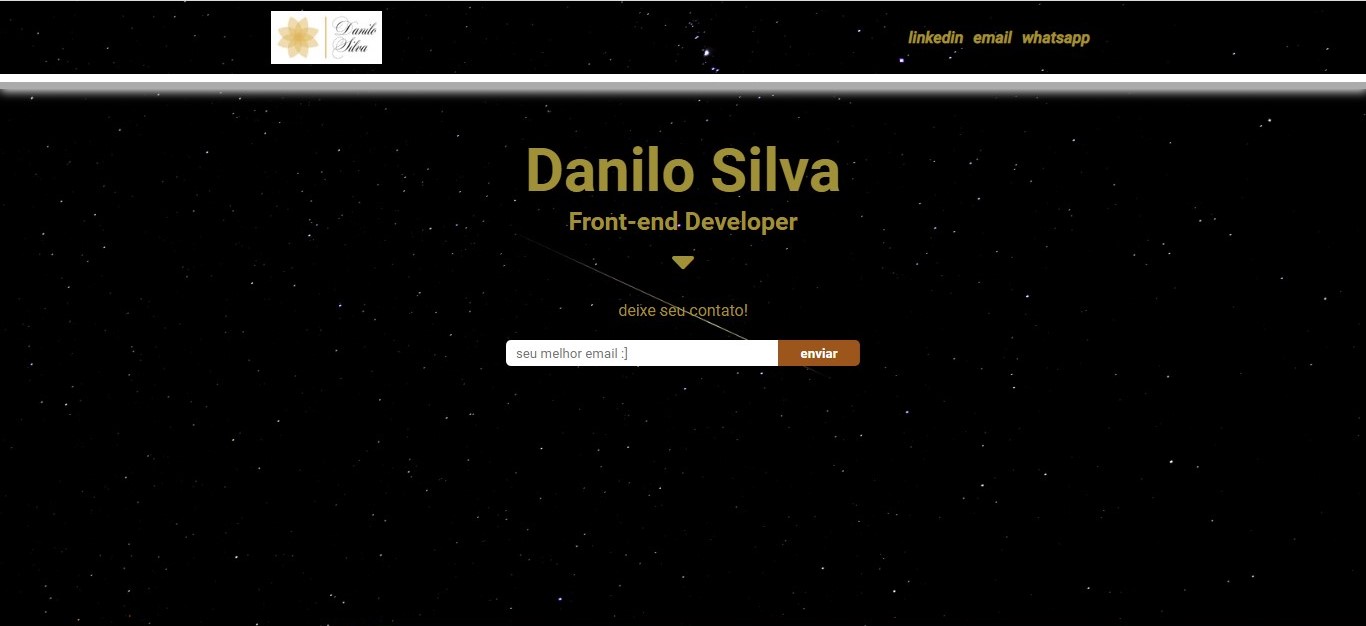 Danilo
Silva
linkedin email whatsapp
Danilo Silva
Front-end Developer
deixe seu contato!
seu melhor email :]
enviar